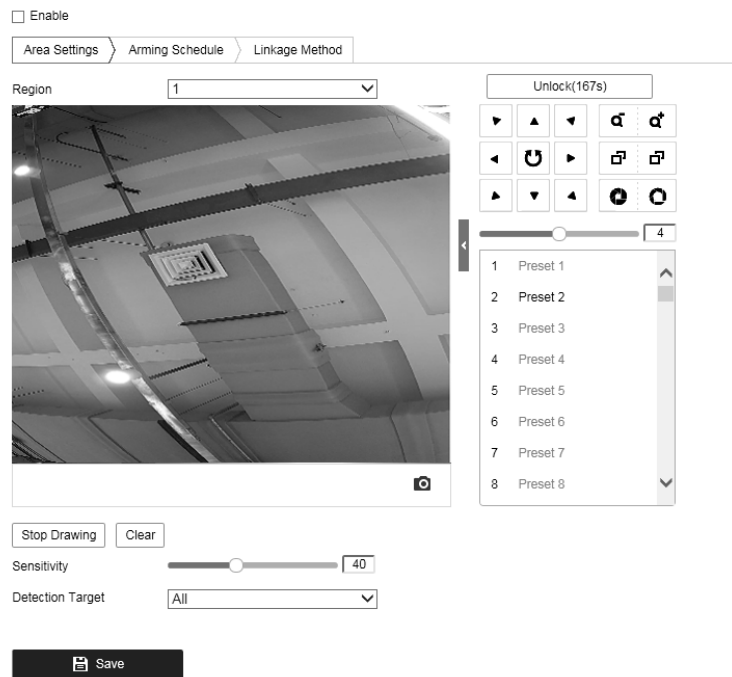 Enable
Area Settings Arming Schedule Linkage Method
Region 1
Unlock(167s)
4
1 Preset 1
2 Preset 2
3 Preset 3
4 Preset 4
5 Preset 5
6 Preset 6
7 Preset 7
8 Preset 8
Stop Drawing Clear
Sensitivity 40
Detection Target All
Save